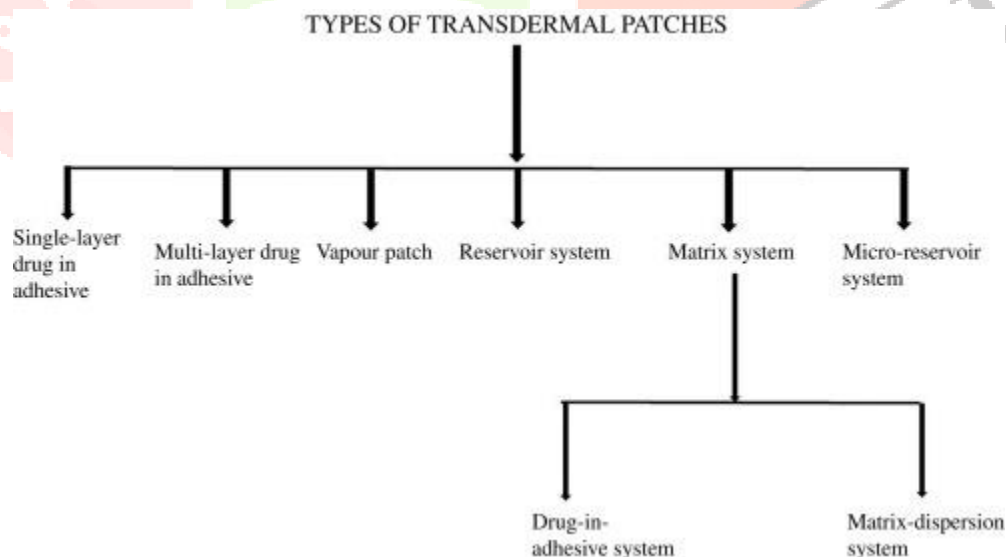 TYPES OF TRANSDERMAL PATCHES
Single-layer
drug in
adhesive
Multi-layer drug
in adhesive
Vapour patch
Reservoir system
Matrix system
Micro-reservoir
system
Drug-in-
adhesive system
Matrix-dispersion
system